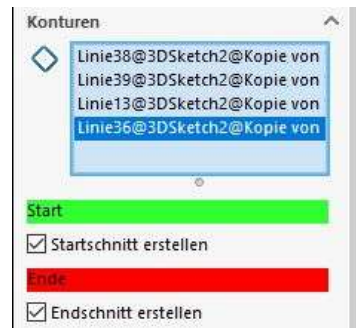 Konturen
Linie38@3DSketch2@Kopie von
Linie39@3DSketch2@Kopie von
Linie13@3DSketch2@Kopie von
Linie36@3DSketch2@Kopie von
Start
Startschnitt erstellen
Ende
Endschnitt erstellen